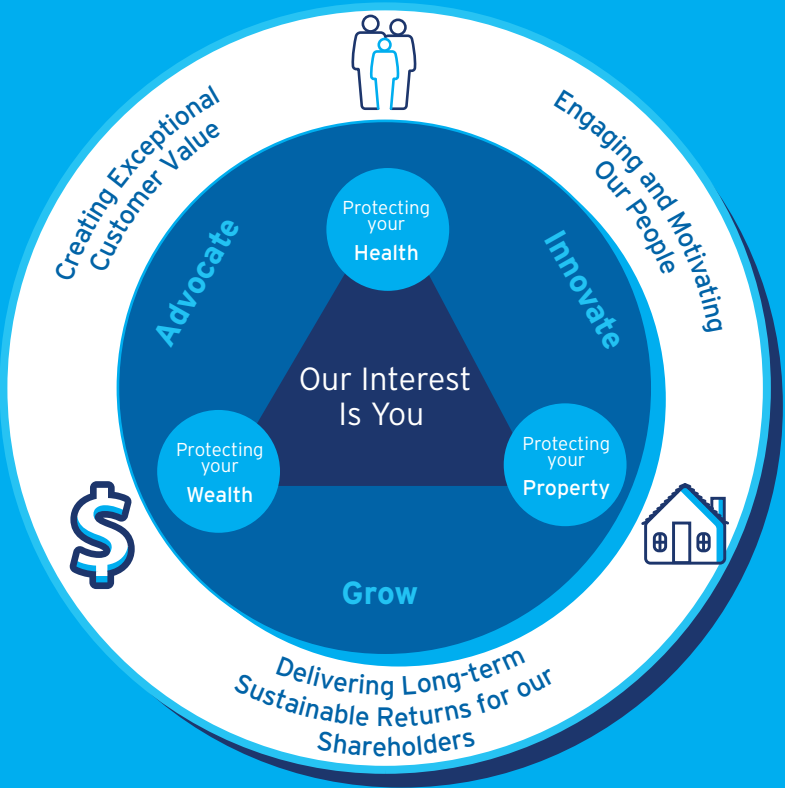 Creating Exceptional
Customer Value
Engaging and Motivating
Our People
Advocate
Innovate
Protecting
your
Health
Our Interest
Is You
Protecting
your
Wealth
Protecting
your
Property
Grow
Delivering Long-term
Sustainable Returns for our
Shareholders